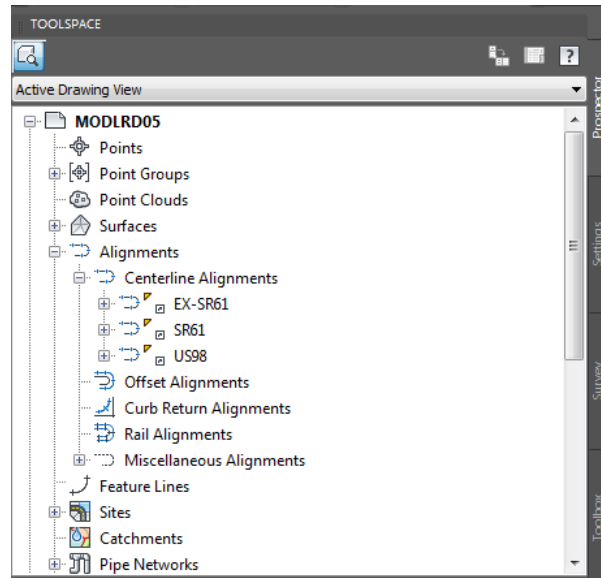 TOOLSPACE
?
Active Drawing View
MODLRD05
Points
Point Groups
Point Clouds
Surfaces
Alignments
Centerline Alignments
EX-SR61
SR61
US98
Offset Alignments
Curb Return Alignments
Rail Alignments
Miscellaneous Alignments
Feature Lines
Sites
Catchments
Pipe Networks
Prospector
Settings
Survey
Toolbox